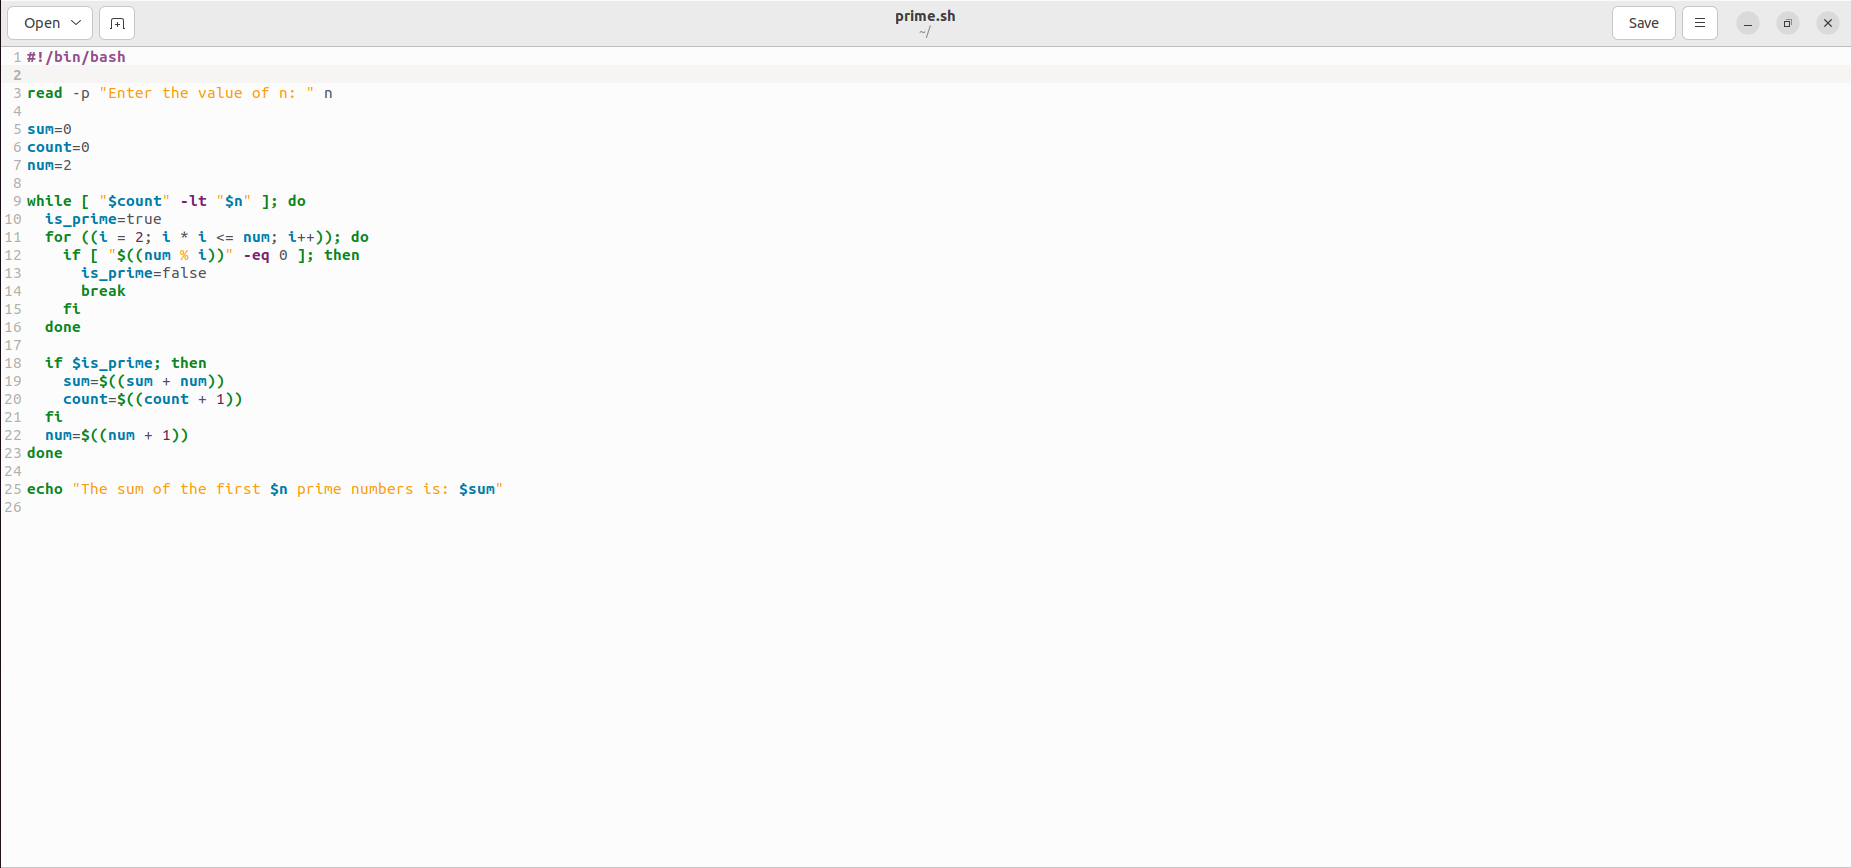 Open
prime.sh
~/
Save
1 #!/bin/bash
2
3 read -p "Enter the value of n: " n
4
5 sum=0
6 count=0
7 num=2
8
9 while [ "$count" -lt "$n" ]; do
10   is_prime=true
11   for ((i = 2; i * i <= num; i++)); do
12     if [ "$((num % i))" -eq 0 ]; then
13       is_prime=false
14       break
15     fi
16   done
17
18   if $is_prime; then
19     sum=$((sum + num))
20     count=$((count + 1))
21   fi
22   num=$((num + 1))
23 done
24
25 echo "The sum of the first $n prime numbers is: $sum"
26